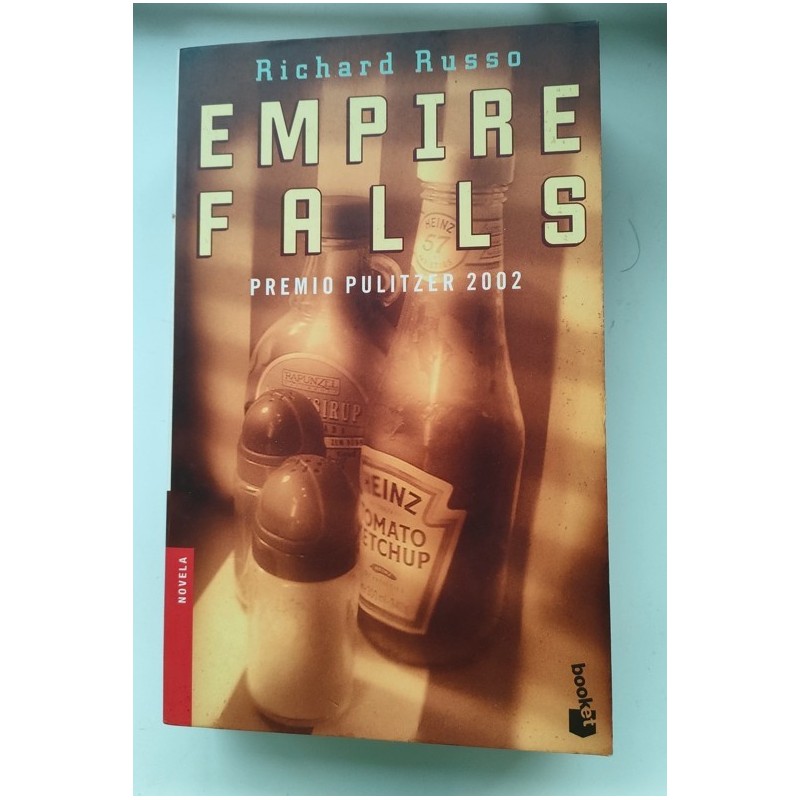 Richard Russo
EMPIRE
FALLS
PREMIO PULITZER 2002
HEINZ
57
RAPUNZEL
SIRUP
HEINZ
TOMATO
KETCHUP
NOVELA
booket